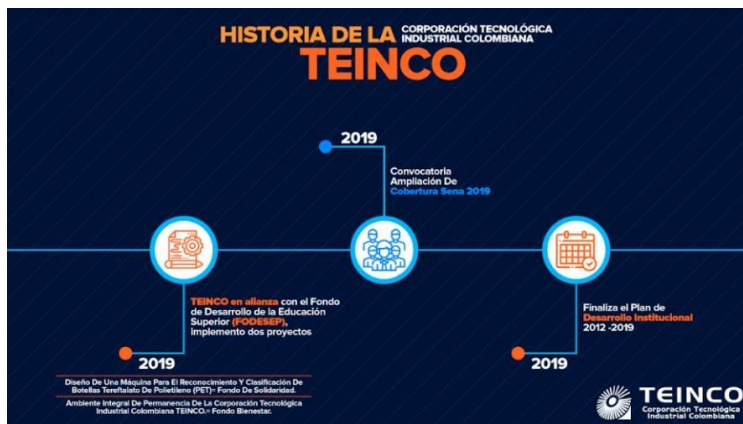 HISTORIA DE LA CORPORACIÓN TECNOLÓGICA
INDUSTRIAL COLOMBIANA
TEINCO
2019
Convocatoria
Ampliación De
Cobertura Sena 2019
TEINCO en alianza con el Fondo
de Desarrollo de la Educación
Superior (FODESEP),
implemento dos proyectos
2019
Diseño De Una Máquina Para El Reconocimiento Y Clasificación De
Botellas Tereftalato De Polietileno (PET)= Fondo De Solidaridad.
Ambiente Integral De Permanencia De La Corporación Tecnológica
Industrial Colombiana TEINCO.= Fondo Bienestar.
Finaliza el Plan de
Desarrollo Institucional
2012 -2019
2019
TEINCO
Corporación Tecnológica
Industrial Colombiana